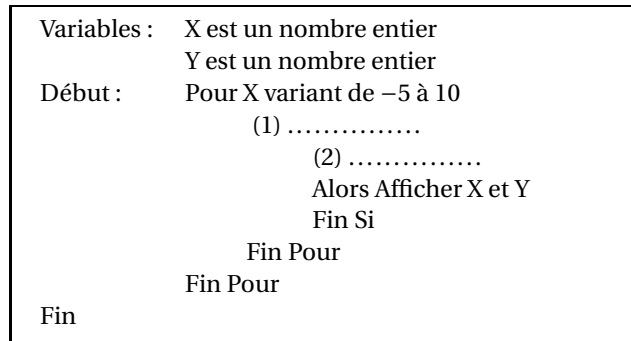 Variables : X est un nombre entier
Y est un nombre entier
Début : Pour X variant de −5 à 10
(1) ...............
(2) ...............
Alors Afficher X et Y
Fin Si
Fin Pour
Fin Pour
Fin